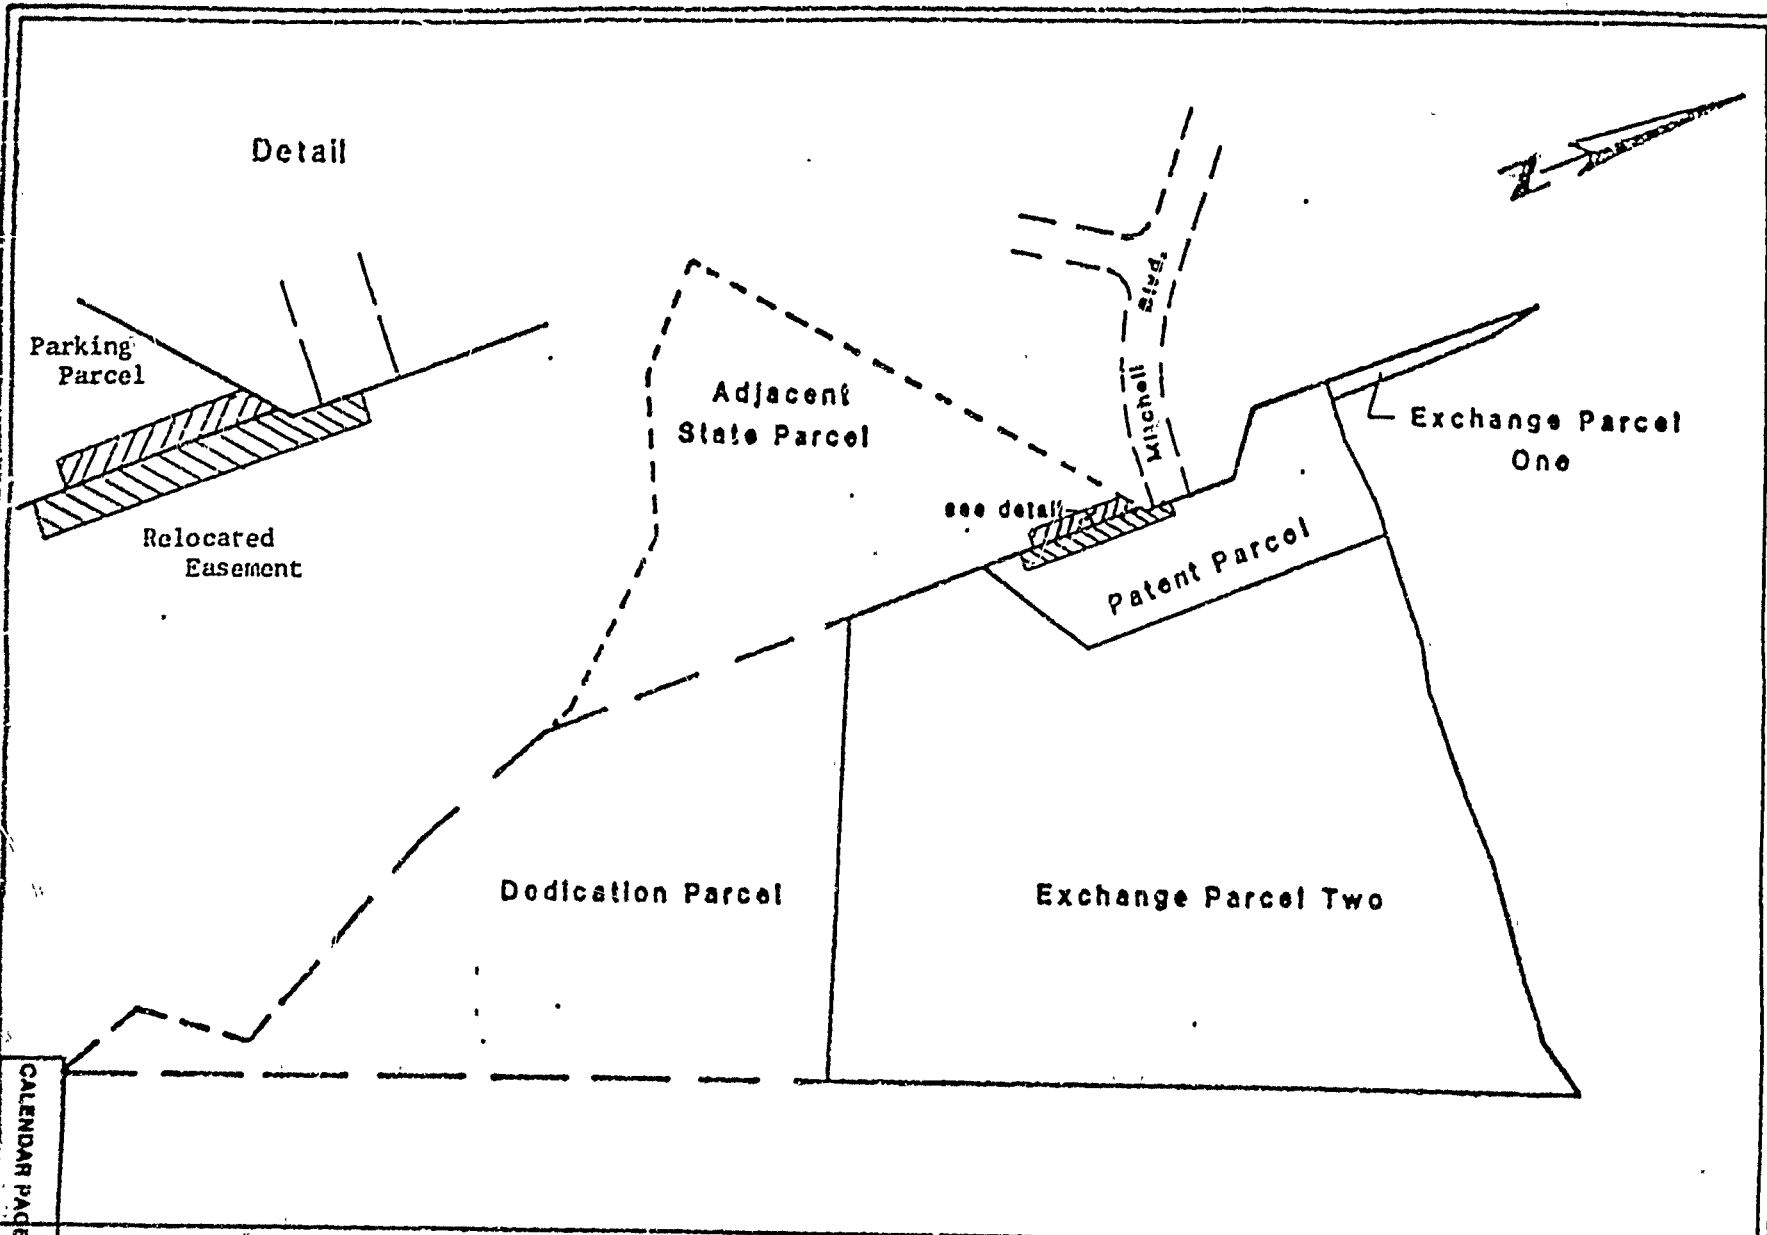 Detail
Parking
Parcel
Relocared
Easement
Adjacent
State Parcel
see detail
Mitchell Blvd.
N
Exchange Parcel
One
Patent Parcel
Dedication Parcel
Exchange Parcel Two
CALENDAR PAGE